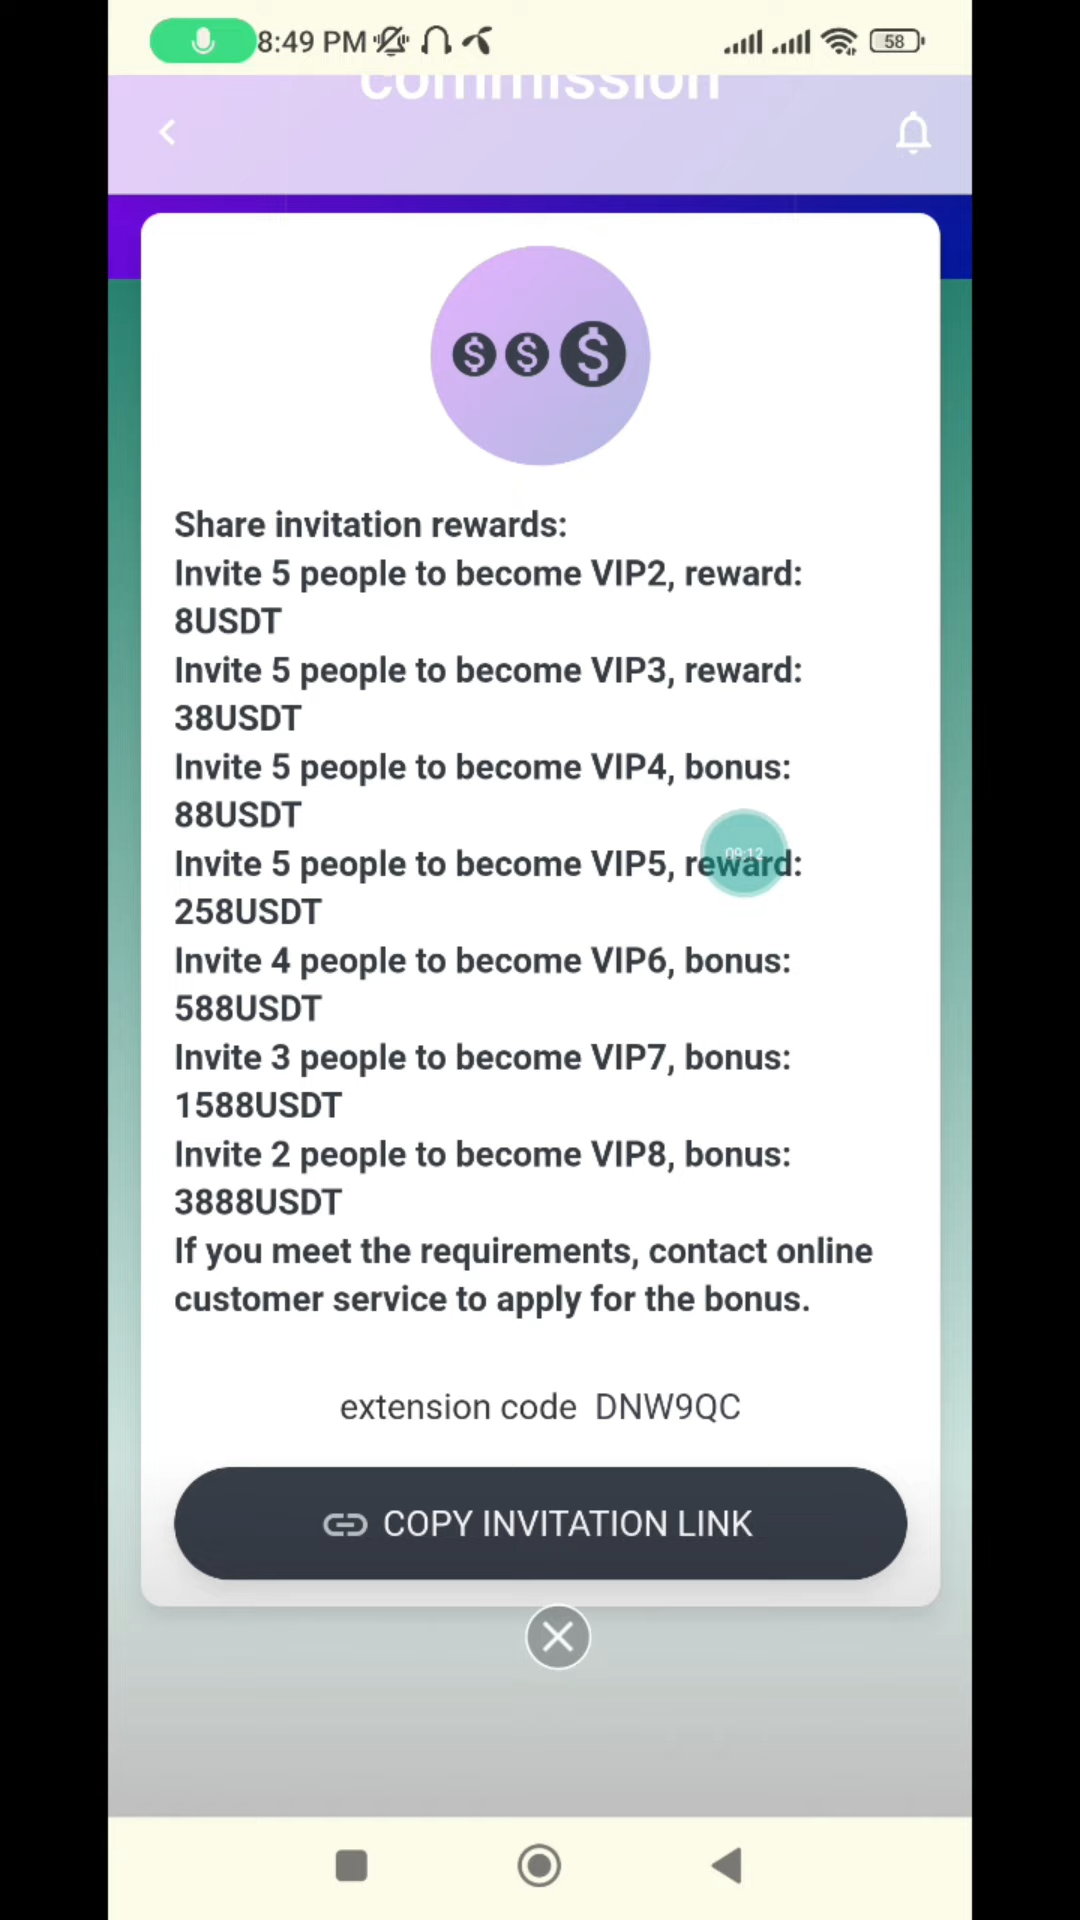 8:49 PM
58
commission
Share invitation rewards:
Invite 5 people to become VIP2, reward:
8USDT
Invite 5 people to become VIP3, reward:
38USDT
Invite 5 people to become VIP4, bonus:
88USDT
09:12
Invite 5 people to become VIP5, reward:
258USDT
Invite 4 people to become VIP6, bonus:
588USDT
Invite 3 people to become VIP7, bonus:
1588USDT
Invite 2 people to become VIP8, bonus:
3888USDT
If you meet the requirements, contact online
customer service to apply for the bonus.
extension code DNW9QC
COPY INVITATION LINK